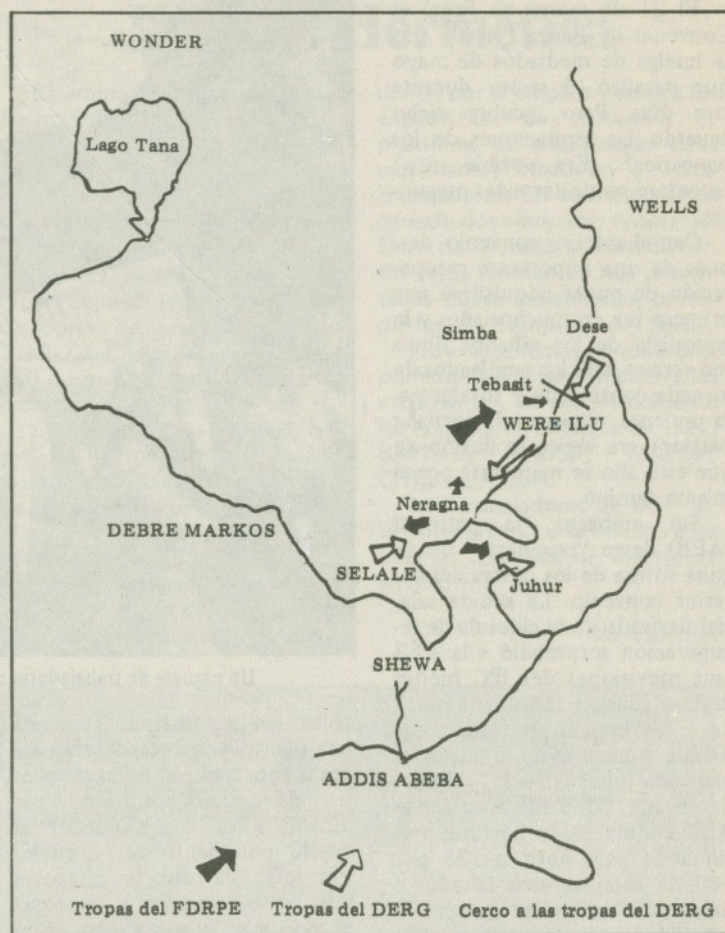 WONDER
Lago Tana
WELLS
Simba
Dese
Tebasit
WERE ILU
Neragna
DEBRE MARKOS
SELALE
Juhur
SHEWA
ADDIS ABEBA
Tropas del FDRPE
Tropas del DERG
Cerco a las tropas del DERG